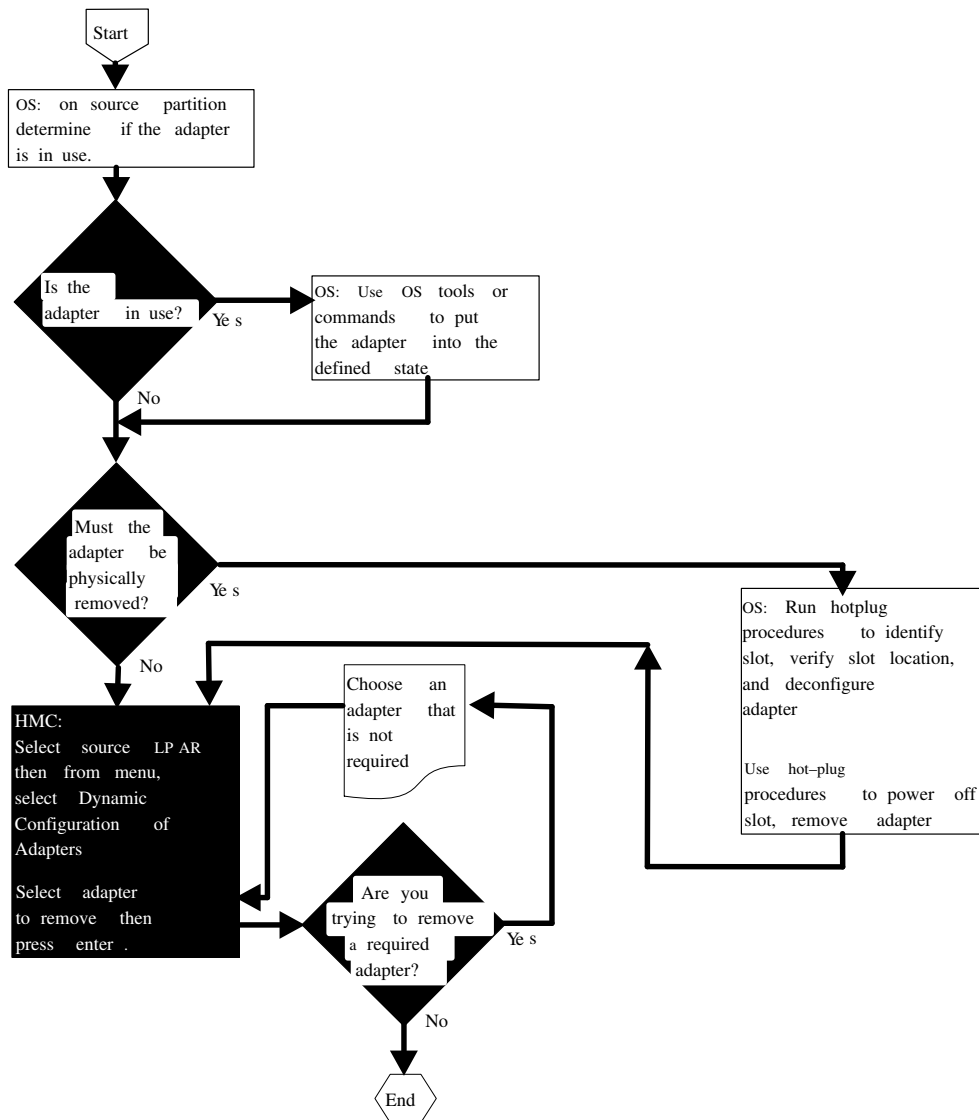 Start
OS: on source partition
determine if the adapter
is in use.
Is the
adapter in use?
Yes
OS: Use OS tools or
commands to put
the adapter into the
defined state
No
Must the
adapter be
physically
removed?
Yes
No
OS: Run hotplug
procedures to identify
slot, verify slot location,
and deconfigure
adapter
Use hot-plug
procedures to power off
slot, remove adapter
HMC:
Select source LPAR
then from menu,
select Dynamic
Configuration of
Adapters
Select adapter
to remove then
press enter .
Choose an
adapter that
is not
required
Are you
trying to remove
a required
adapter?
Yes
No
End